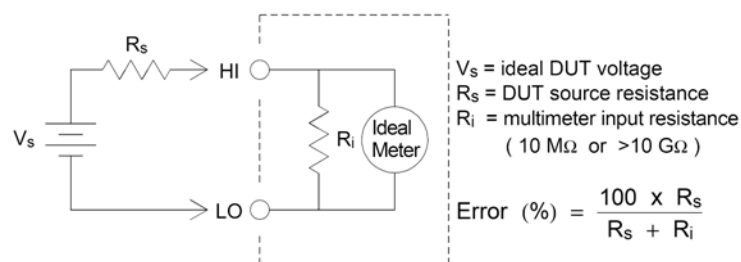 Rs
HI
Vs
Ri
Ideal
Meter
LO
Vs = ideal DUT voltage
Rs = DUT source resistance
Ri = multimeter input resistance
( 10 MΩ or >10 GΩ )
Error (%) = 100 x Rs
Rs + Ri